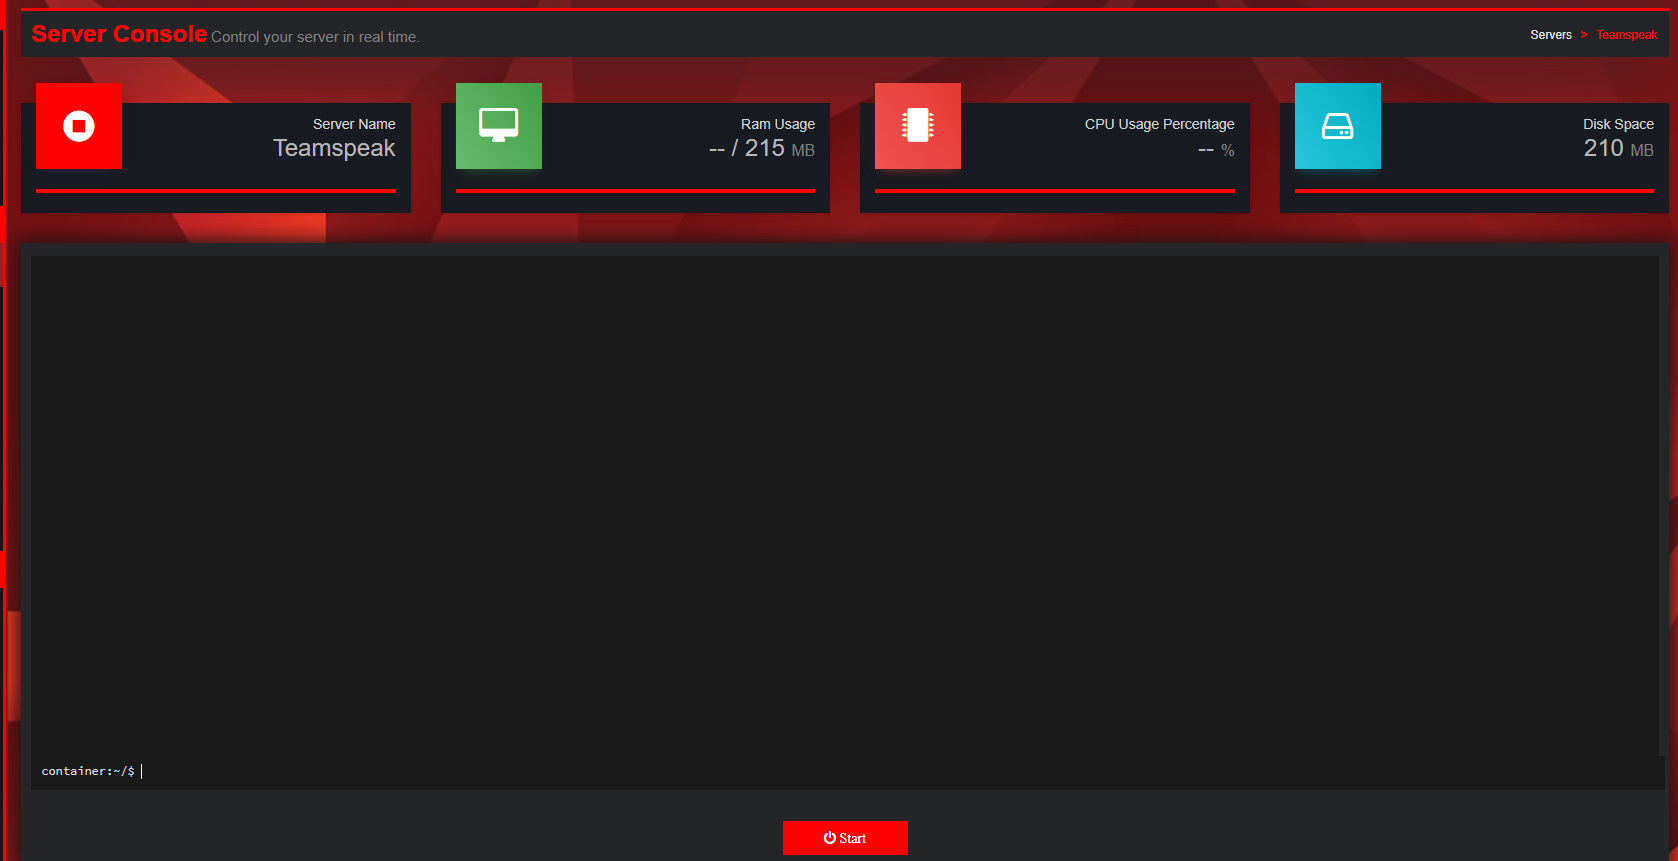 Server Console Control your server in real time.
Servers > Teamspeak
Server Name
Teamspeak
Ram Usage
-- / 215 MB
CPU Usage Percentage
-- %
Disk Space
210 MB
container:~/$
Start